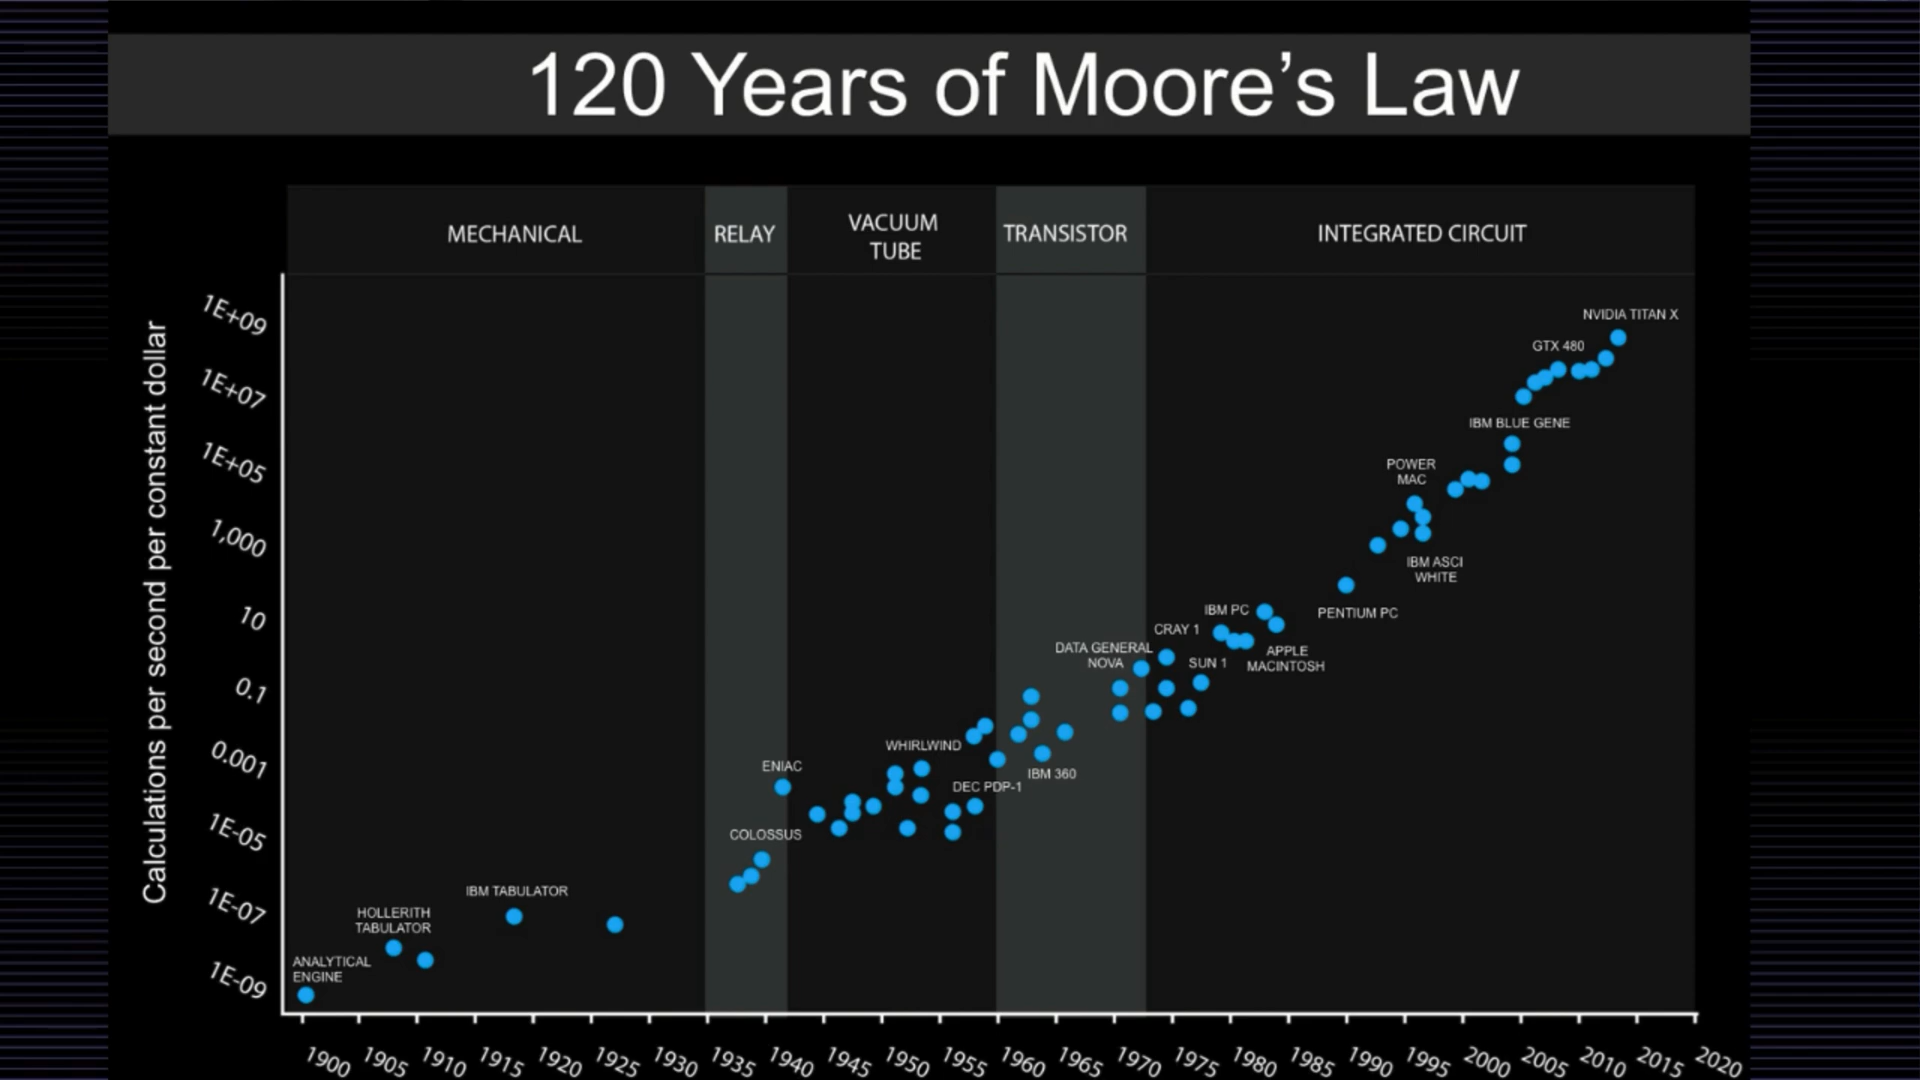 120 Years of Moore's Law
MECHANICAL
RELAY
VACUUM
TUBE
TRANSISTOR
INTEGRATED CIRCUIT
Calculations per second per constant dollar
1E+09
1E+07
1E+05
1,000
10
0.1
0.001
1E-05
1E-07
1E-09
NVIDIA TITAN X
GTX 480
IBM BLUE GENE
POWER
MAC
IBM ASCI
WHITE
PENTIUM PC
IBM PC
CRAY 1
APPLE
MACINTOSH
DATA GENERAL
NOVA
SUN 1
WHIRLWIND
ENIAC
IBM 360
DEC PDP-1
COLOSSUS
IBM TABULATOR
HOLLERITH
TABULATOR
ANALYTICAL
ENGINE
1900 1905 1910 1915 1920 1925 1930 1935 1940 1945 1950 1955 1960 1965 1970 1975 1980 1985 1990 1995 2000 2005 2010 2015 2020